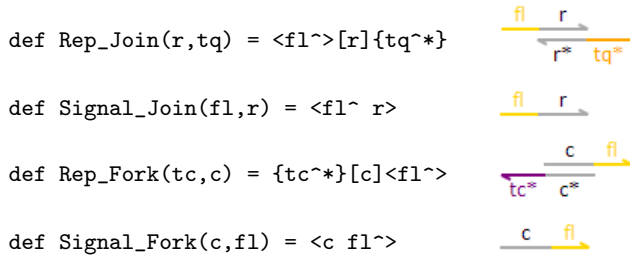 def Rep_Join(r,tq) = <fl^>[r]{tq^*}
fl r
r* tq*
def Signal_Join(fl,r) = <fl^ r>
fl r
def Rep_Fork(tc,c) = {tc^*}[c]<fl^>
c fl
tc* c*
def Signal_Fork(c,fl) = <c fl^>
c fl